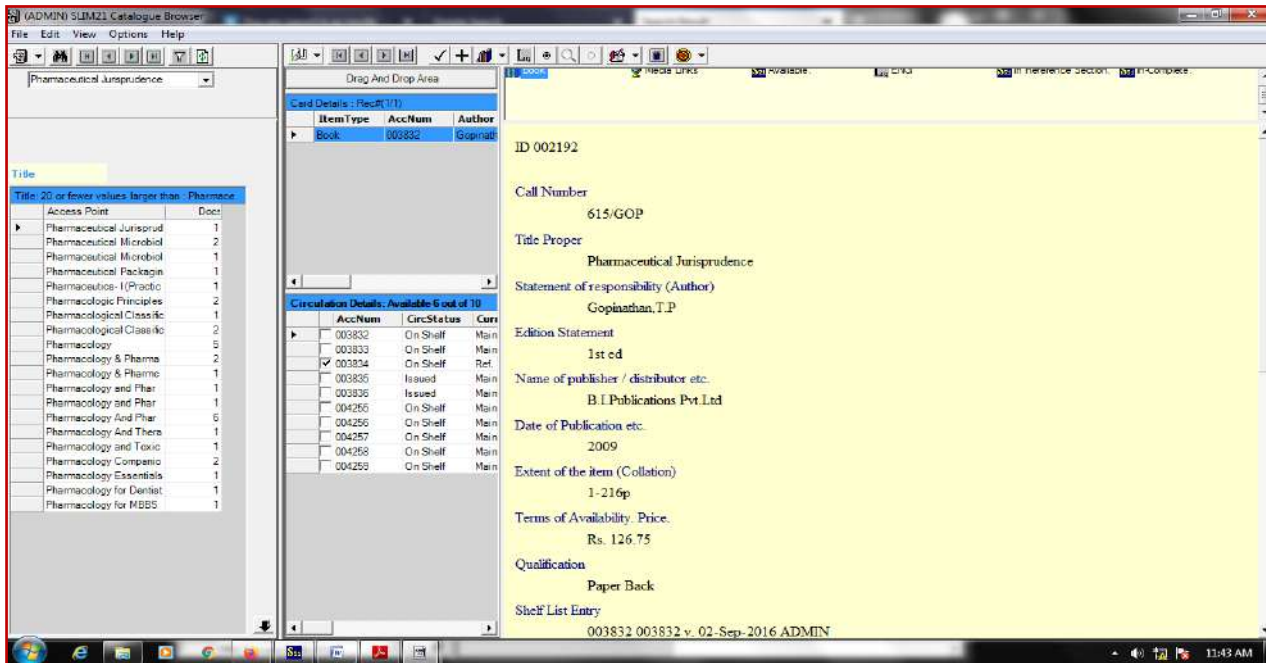 (ADMIN) SLIM21 Catalogue Browser
File Edit View Options Help
Pharmaceutical Jurisprudence
Title
Title: 20 or fewer values larger than : Pharmace
Access Point Docs
Pharmaceutical Jurisprud 1
Pharmaceutical Microbiol 2
Pharmaceutical Microbiol 1
Pharmaceutical Packagin 1
Pharmaceutics- I (Practic 1
Pharmacologic Principles 2
Pharmacological Classific 1
Pharmacological Classific 2
Pharmacology 5
Pharmacology & Pharma 2
Pharmacology & Pharmc 1
Pharmacology and Phar 1
Pharmacology and Phar 1
Pharmacology And Phar 6
Pharmacology And Thera 1
Pharmacology and Toxic 1
Pharmacology Companio 2
Pharmacology Essentials 1
Pharmacology for Dentist 1
Pharmacology for MBBS 1
Drag And Drop Area
Card Details : Rec#(1/1)
ItemType AccNum Author
Book 003832 Gopinath
Circulation Details: Available 6 out of 10
AccNum CircStatus Curr
003832 On Shelf Main
003833 On Shelf Main
003834 On Shelf Ref.
003835 Issued Main
003836 Issued Main
004255 On Shelf Main
004256 On Shelf Main
004257 On Shelf Main
004258 On Shelf Main
004259 On Shelf Main
Book Media Links Available. ENG In Reference Section. In-Complete.
ID 002192
Call Number
615/GOP
Title Proper
Pharmaceutical Jurisprudence
Statement of responsibility (Author)
Gopinathan,T.P
Edition Statement
1st ed
Name of publisher / distributor etc.
B.I.Publications Pvt.Ltd
Date of Publication etc.
2009
Extent of the item (Collation)
1-216p
Terms of Availability. Price.
Rs. 126.75
Qualification
Paper Back
Shelf List Entry
003832 003832 v. 02-Sep-2016 ADMIN
11:43 AM